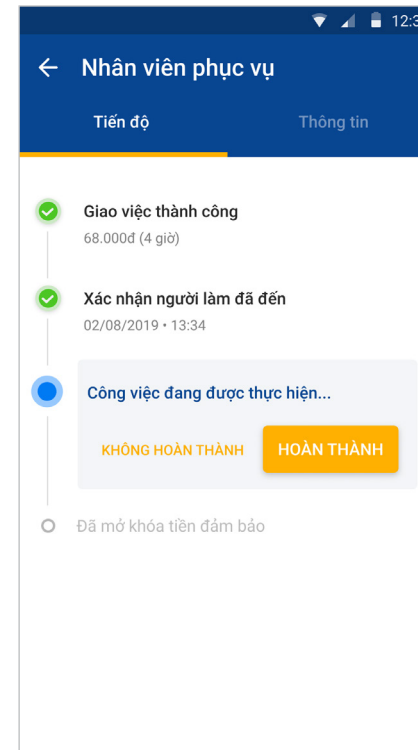 12:3
Nhân viên phục vụ
Tiến độ
Thông tin
Giao việc thành công
68.000đ (4 giờ)
Xác nhận người làm đã đến
02/08/2019 • 13:34
Công việc đang được thực hiện...
KHÔNG HOÀN THÀNH
HOÀN THÀNH
Đã mở khóa tiền đảm bảo